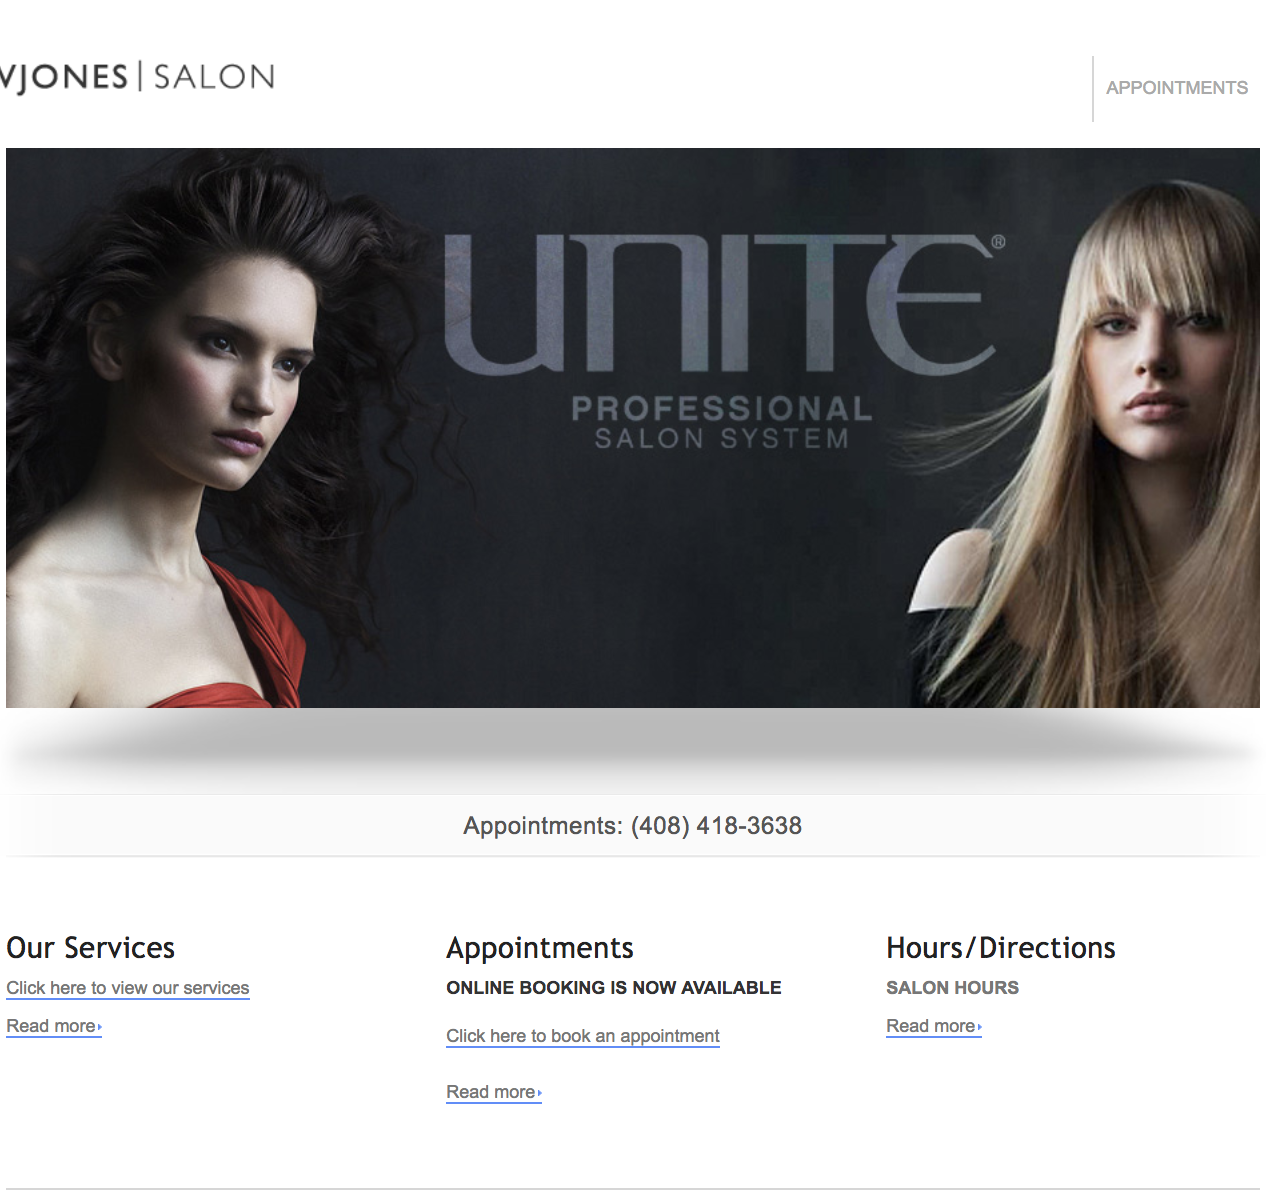 VJONES | SALON
APPOINTMENTS
UNITE®
PROFESSIONAL
SALON SYSTEM
Appointments: (408) 418-3638
Our Services
Click here to view our services
Read more
Appointments
ONLINE BOOKING IS NOW AVAILABLE
Click here to book an appointment
Read more
Hours/Directions
SALON HOURS
Read more